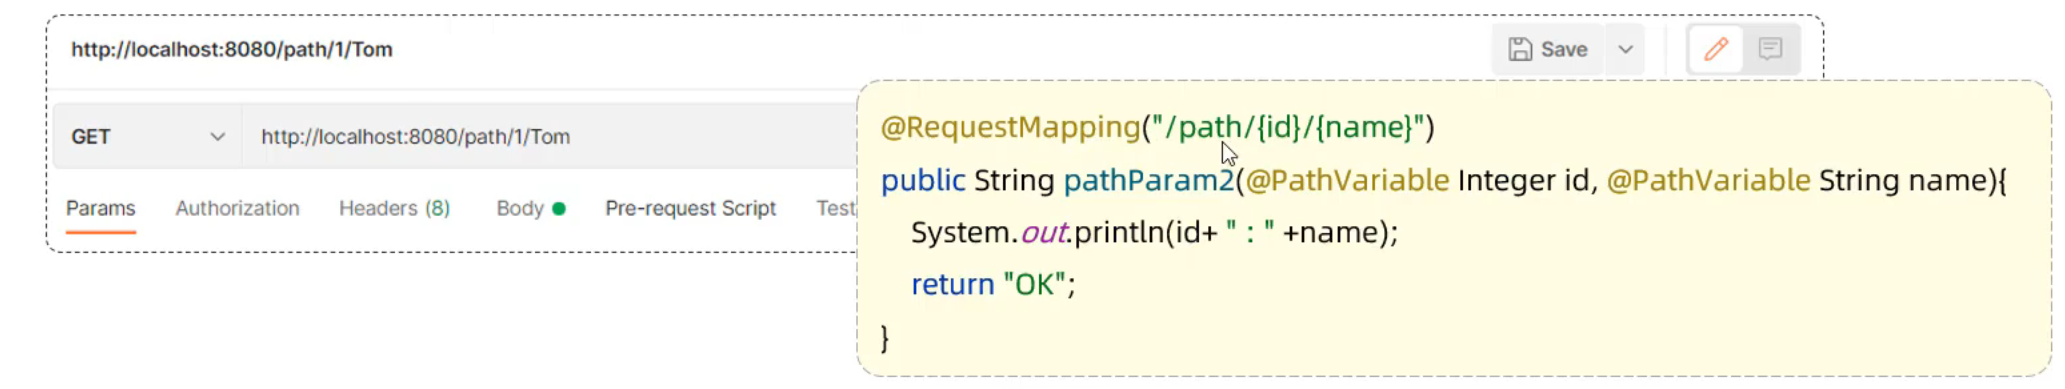 http://localhost:8080/path/1/Tom
Save
GET
http://localhost:8080/path/1/Tom
Params
Authorization
Headers (8)
Body
Pre-request Script
Test
@RequestMapping("/path/{id}/{name}")
public String pathParam2(@PathVariable Integer id, @PathVariable String name){
System.out.println(id+ " : " +name);
return "OK";
}